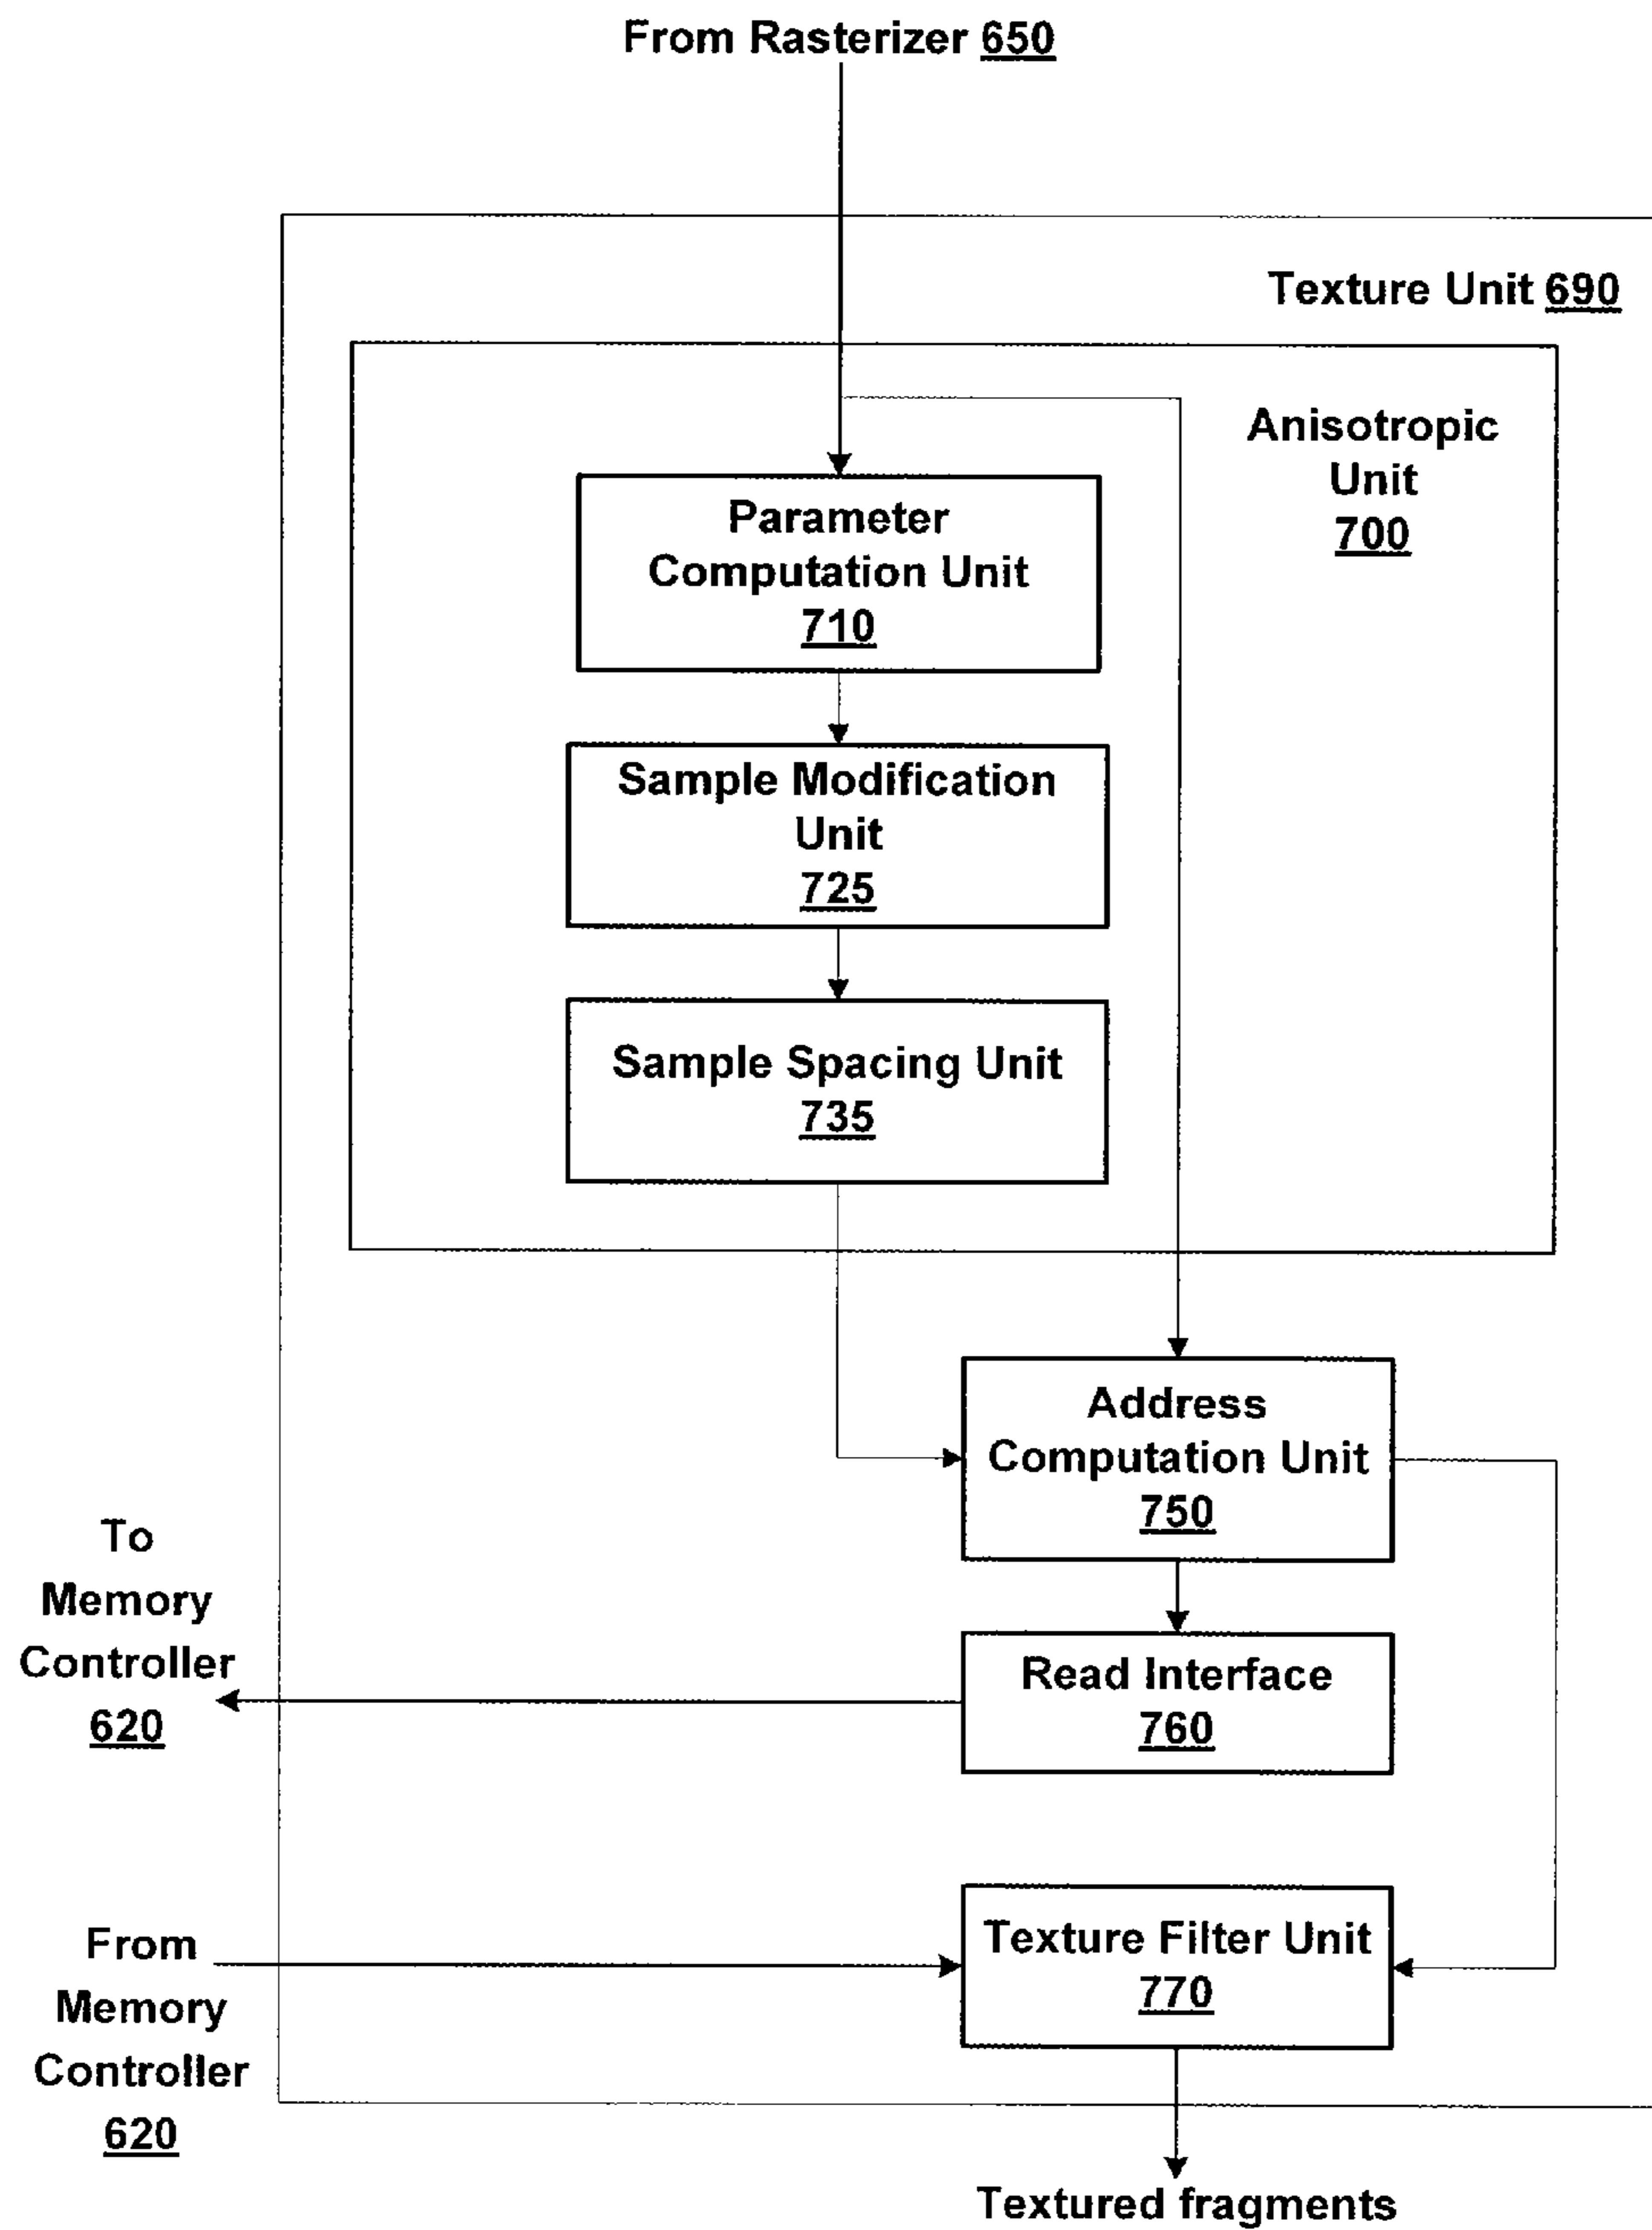 From Rasterizer 650
Texture Unit 690
Anisotropic
Unit
700
Parameter
Computation Unit
710
Sample Modification
Unit
725
Sample Spacing Unit
735
Address
Computation Unit
750
To
Memory
Controller
620
Read Interface
760
From
Memory
Controller
620
Texture Filter Unit
770
Textured fragments